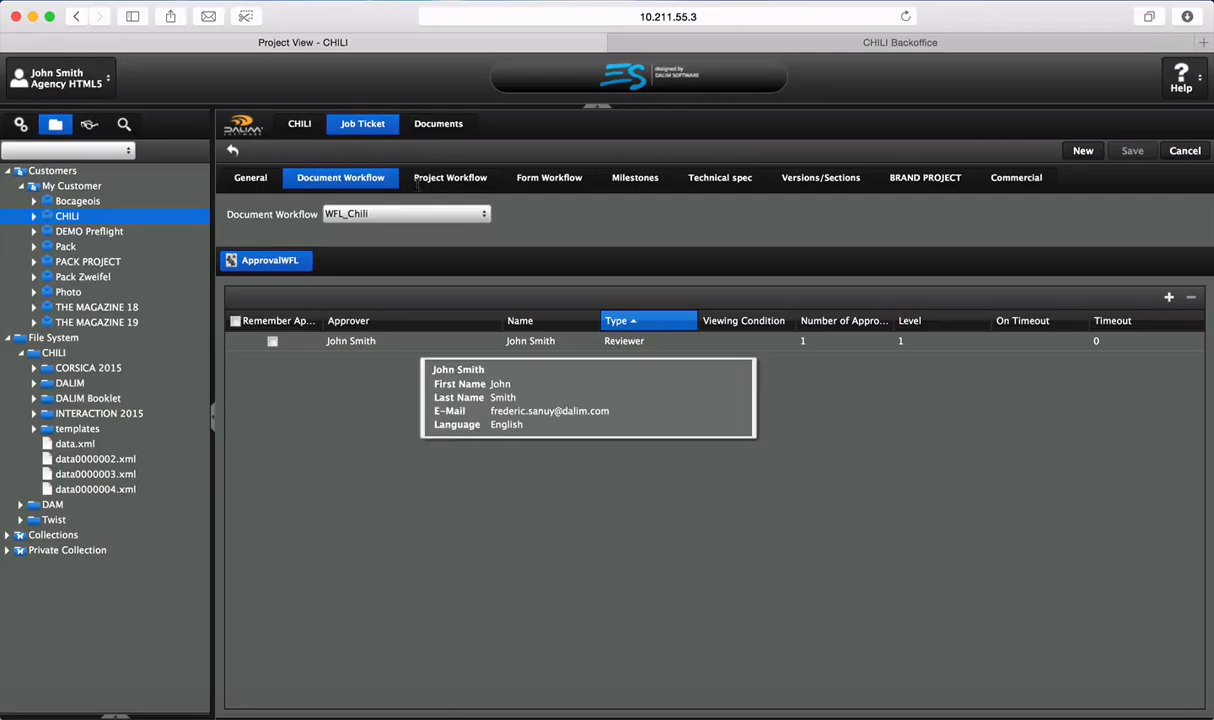 10.211.55.3
Project View - CHILI
CHILI Backoffice
John Smith
Agency HTML5
ES
designed by
DALIM SOFTWARE
?
Help
DALIM
SOFTWARE
CHILI
Job Ticket
Documents
New
Save
Cancel
General
Document Workflow
Project Workflow
Form Workflow
Milestones
Technical spec
Versions/Sections
BRAND PROJECT
Commercial
Document Workflow
WFL_Chili
ApprovalWFL
Remember Ap...
Approver
Name
Type
Viewing Condition
Number of Appro...
Level
On Timeout
Timeout
John Smith
John Smith
Reviewer
1
1
0
John Smith
First Name John
Last Name Smith
E-Mail frederic.sanuy@dalim.com
Language English
Customers
My Customer
Bocageois
CHILI
DEMO Preflight
Pack
PACK PROJECT
Pack Zweifel
Photo
THE MAGAZINE 18
THE MAGAZINE 19
File System
CHILI
CORSICA 2015
DALIM
DALIM Booklet
INTERACTION 2015
templates
data.xml
data0000002.xml
data0000003.xml
data0000004.xml
DAM
Twist
Collections
Private Collection